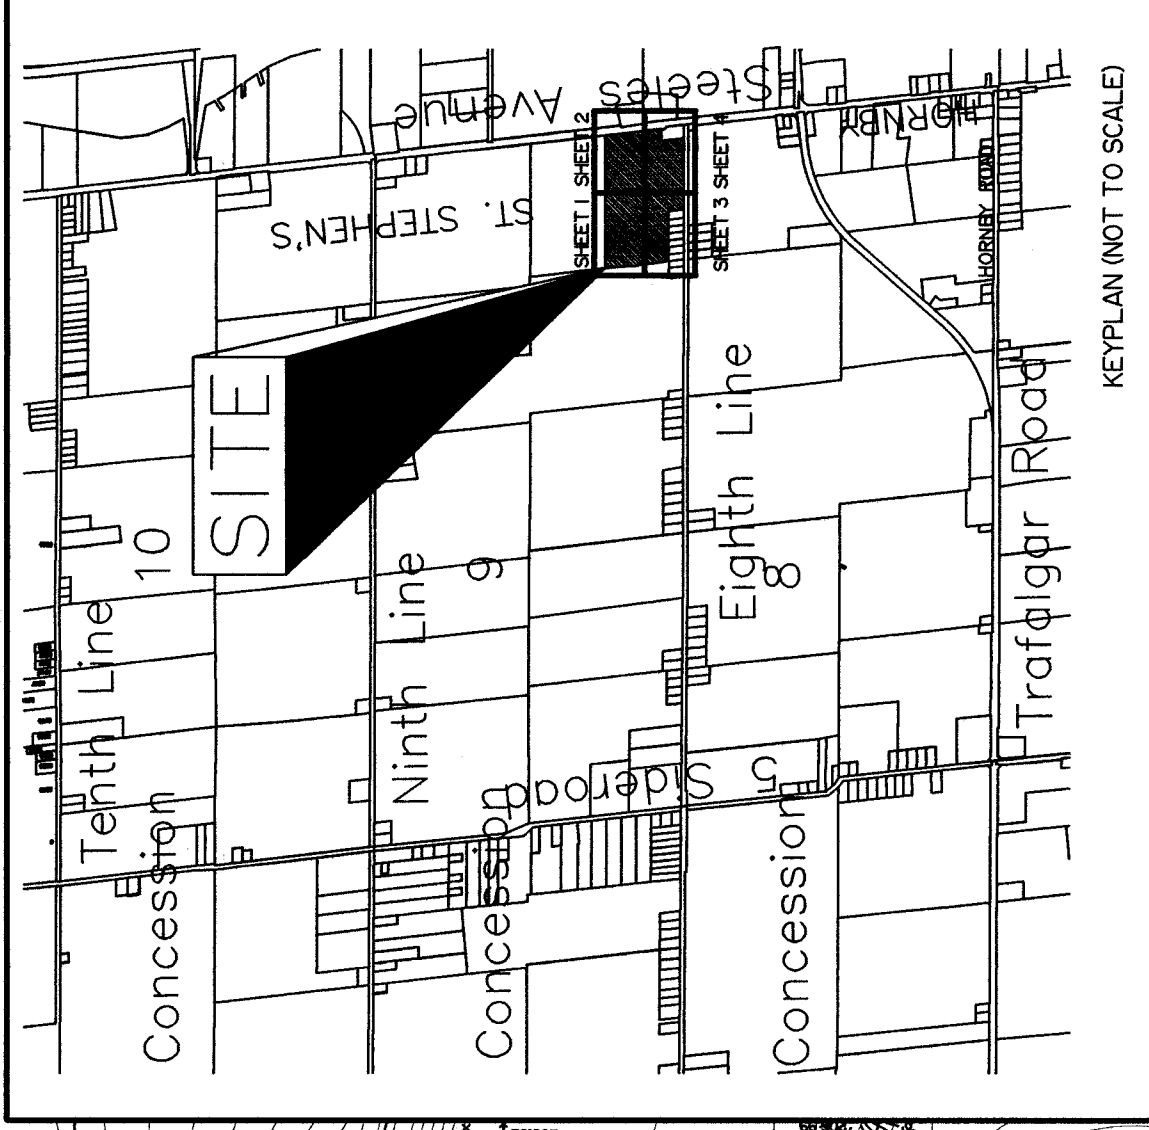 Steeles Avenue
HORNBY
ST. STEPHEN'S
SHEET 1 SHEET 2
SHEET 3 SHEET 4
HORNBY ROAD
SITE
KEYPLAN (NOT TO SCALE)
Tenth Line
Concession 10
Ninth Line
Concession 9
Eighth Line
Concession 8
Trafalgar Road
5 Sideroad